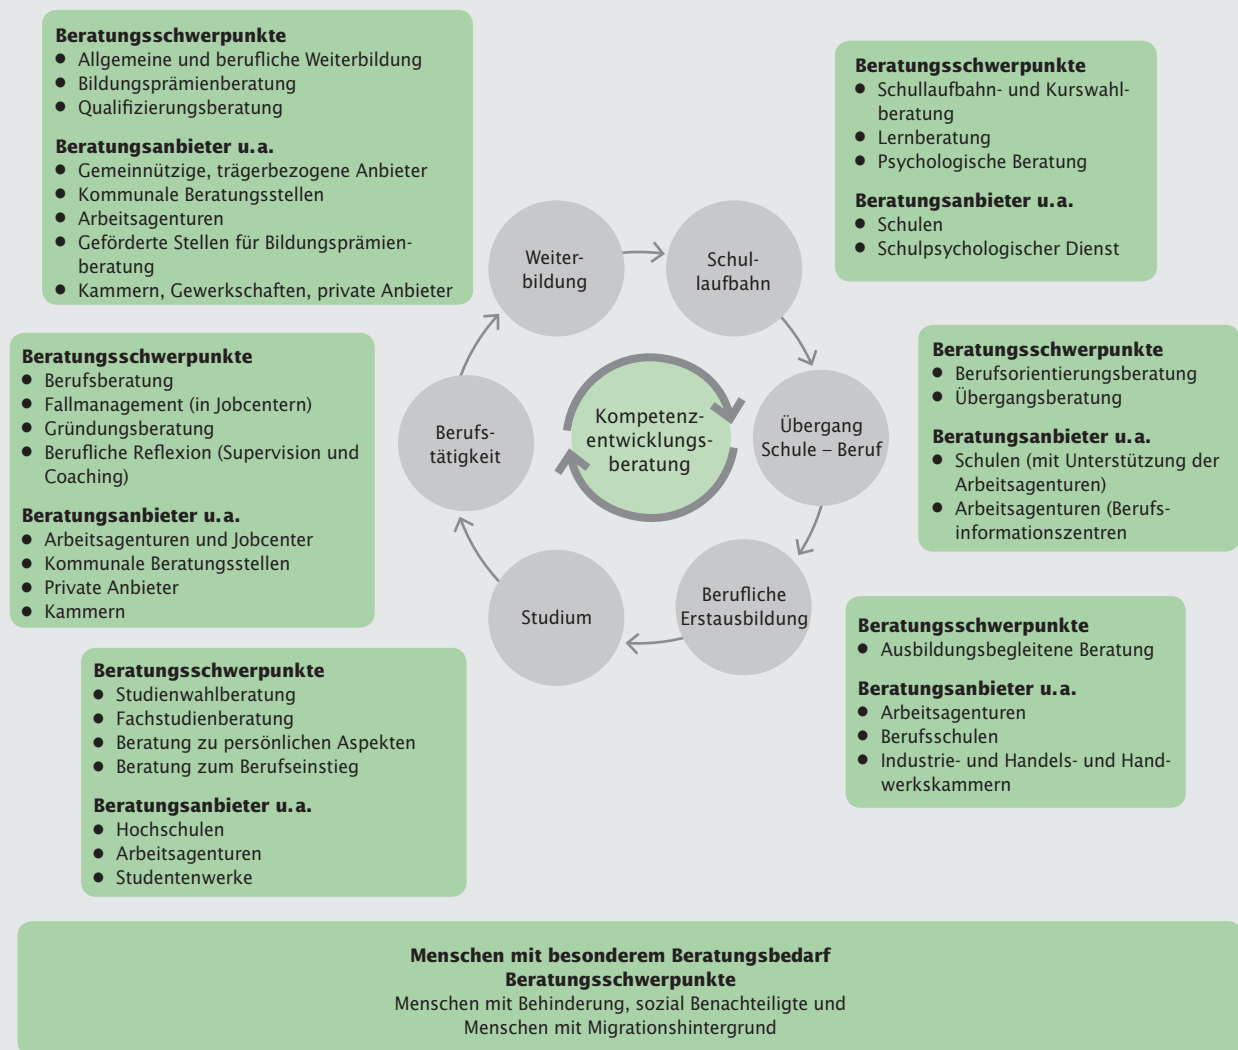 Beratungsschwerpunkte
● Allgemeine und berufliche Weiterbildung
● Bildungsprämienberatung
● Qualifizierungsberatung
Beratungsanbieter u. a.
● Gemeinnützige, trägerbezogene Anbieter
● Kommunale Beratungsstellen
● Arbeitsagenturen
● Geförderte Stellen für Bildungsprämien-
beratung
● Kammern, Gewerkschaften, private Anbieter
Beratungsschwerpunkte
● Schullaufbahn- und Kurswahl-
beratung
● Lernberatung
● Psychologische Beratung
Beratungsanbieter u. a.
● Schulen
● Schulpsychologischer Dienst
Weiter-
bildung
Schul-
laufbahn
Beratungsschwerpunkte
● Berufsberatung
● Fallmanagement (in Jobcentern)
● Gründungsberatung
● Berufliche Reflexion (Supervision und
Coaching)
Beratungsanbieter u. a.
● Arbeitsagenturen und Jobcenter
● Kommunale Beratungsstellen
● Private Anbieter
● Kammern
Berufs-
tätigkeit
Kompetenz-
entwicklungs-
beratung
Übergang
Schule – Beruf
Beratungsschwerpunkte
● Berufsorientierungsberatung
● Übergangsberatung
Beratungsanbieter u. a.
● Schulen (mit Unterstützung der
Arbeitsagenturen)
● Arbeitsagenturen (Berufs-
informationszentren
Studium
Berufliche
Erstausbildung
Beratungsschwerpunkte
● Ausbildungsbegleitene Beratung
Beratungsanbieter u. a.
● Arbeitsagenturen
● Berufsschulen
● Industrie- und Handels- und Hand-
werkskammern
Beratungsschwerpunkte
● Studienwahlberatung
● Fachstudienberatung
● Beratung zu persönlichen Aspekten
● Beratung zum Berufseinstieg
Beratungsanbieter u. a.
● Hochschulen
● Arbeitsagenturen
● Studentenwerke
Menschen mit besonderem Beratungsbedarf
Beratungsschwerpunkte
Menschen mit Behinderung, sozial Benachteiligte und
Menschen mit Migrationshintergrund